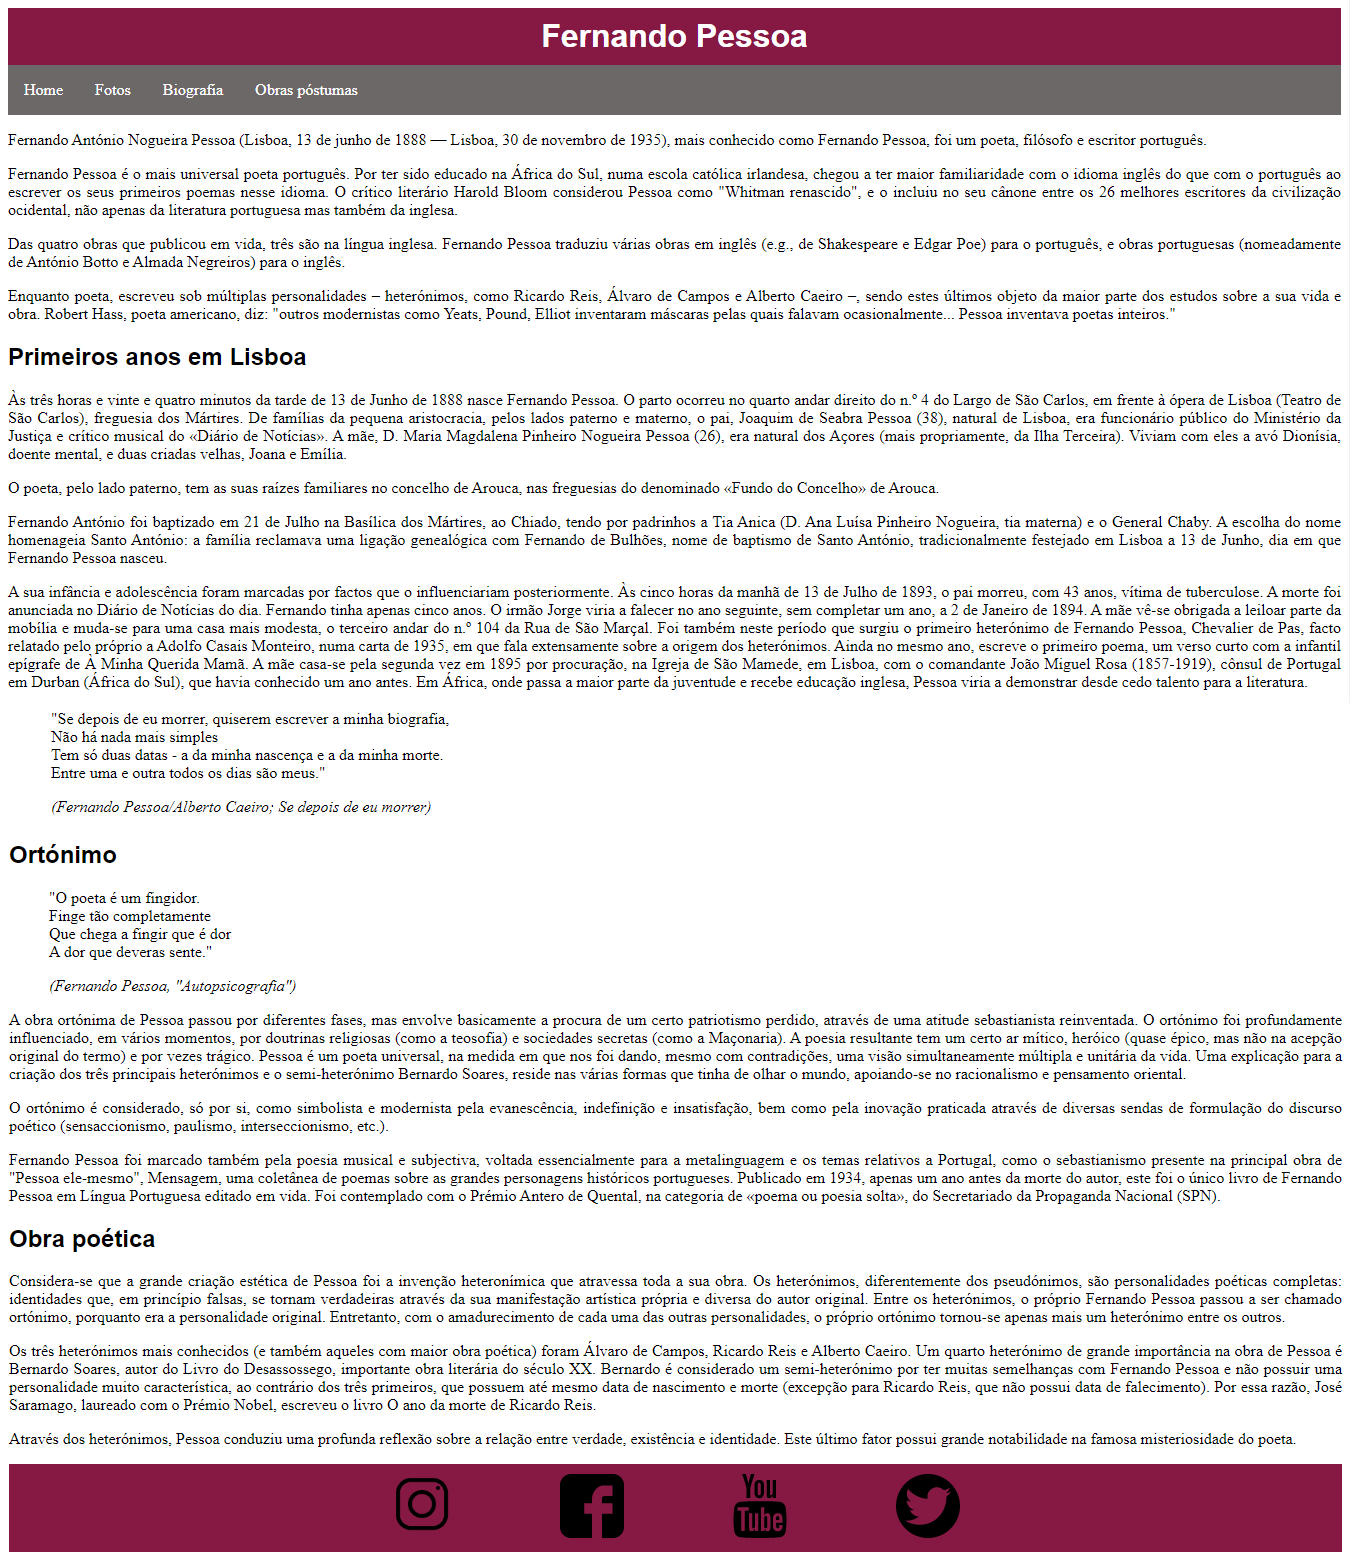 Fernando Pessoa
Home Fotos Biografia Obras póstumas
Fernando António Nogueira Pessoa (Lisboa, 13 de junho de 1888 — Lisboa, 30 de novembro de 1935), mais conhecido como Fernando Pessoa, foi um poeta, filósofo e escritor português.
Fernando Pessoa é o mais universal poeta português. Por ter sido educado na África do Sul, numa escola católica irlandesa, chegou a ter maior familiaridade com o idioma inglês do que com o português ao
escrever os seus primeiros poemas nesse idioma. O crítico literário Harold Bloom considerou Pessoa como "Whitman renascido", e o incluiu no seu cânone entre os 26 melhores escritores da civilização
ocidental, não apenas da literatura portuguesa mas também da inglesa.
Das quatro obras que publicou em vida, três são na língua inglesa. Fernando Pessoa traduziu várias obras em inglês (e.g., de Shakespeare e Edgar Poe) para o português, e obras portuguesas (nomeadamente
de António Botto e Almada Negreiros) para o inglês.
Enquanto poeta, escreveu sob múltiplas personalidades – heterónimos, como Ricardo Reis, Álvaro de Campos e Alberto Caeiro –, sendo estes últimos objeto da maior parte dos estudos sobre a sua vida e
obra. Robert Hass, poeta americano, diz: "outros modernistas como Yeats, Pound, Elliot inventaram máscaras pelas quais falavam ocasionalmente... Pessoa inventava poetas inteiros."
Primeiros anos em Lisboa
Às três horas e vinte e quatro minutos da tarde de 13 de Junho de 1888 nasce Fernando Pessoa. O parto ocorreu no quarto andar direito do n.º 4 do Largo de São Carlos, em frente à ópera de Lisboa (Teatro de
São Carlos), freguesia dos Mártires. De famílias da pequena aristocracia, pelos lados paterno e materno, o pai, Joaquim de Seabra Pessoa (38), natural de Lisboa, era funcionário público do Ministério da
Justiça e crítico musical do «Diário de Notícias». A mãe, D. Maria Magdalena Pinheiro Nogueira Pessoa (26), era natural dos Açores (mais propriamente, da Ilha Terceira). Viviam com eles a avó Dionísia,
doente mental, e duas criadas velhas, Joana e Emília.
O poeta, pelo lado paterno, tem as suas raízes familiares no concelho de Arouca, nas freguesias do denominado «Fundo do Concelho» de Arouca.
Fernando António foi baptizado em 21 de Julho na Basílica dos Mártires, ao Chiado, tendo por padrinhos a Tia Anica (D. Ana Luísa Pinheiro Nogueira, tia materna) e o General Chaby. A escolha do nome
homenageia Santo António: a família reclamava uma ligação genealógica com Fernando de Bulhões, nome de baptismo de Santo António, tradicionalmente festejado em Lisboa a 13 de Junho, dia em que
Fernando Pessoa nasceu.
A sua infância e adolescência foram marcadas por factos que o influenciariam posteriormente. Às cinco horas da manhã de 13 de Julho de 1893, o pai morreu, com 43 anos, vítima de tuberculose. A morte foi
anunciada no Diário de Notícias do dia. Fernando tinha apenas cinco anos. O irmão Jorge viria a falecer no ano seguinte, sem completar um ano, a 2 de Janeiro de 1894. A mãe vê-se obrigada a leiloar parte da
mobília e muda-se para uma casa mais modesta, o terceiro andar do n.º 104 da Rua de São Marçal. Foi também neste período que surgiu o primeiro heterónimo de Fernando Pessoa, Chevalier de Pas, facto
relatado pelo próprio a Adolfo Casais Monteiro, numa carta de 1935, em que fala extensamente sobre a origem dos heterónimos. Ainda no mesmo ano, escreve o primeiro poema, um verso curto com a infantil
epígrafe de À Minha Querida Mamã. A mãe casa-se pela segunda vez em 1895 por procuração, na Igreja de São Mamede, em Lisboa, com o comandante João Miguel Rosa (1857-1919), cônsul de Portugal
em Durban (África do Sul), que havia conhecido um ano antes. Em África, onde passa a maior parte da juventude e recebe educação inglesa, Pessoa viria a demonstrar desde cedo talento para a literatura.
"Se depois de eu morrer, quiserem escrever a minha biografia,
Não há nada mais simples
Tem só duas datas - a da minha nascença e a da minha morte.
Entre uma e outra todos os dias são meus."
(Fernando Pessoa/Alberto Caeiro; Se depois de eu morrer)
Ortónimo
"O poeta é um fingidor.
Finge tão completamente
Que chega a fingir que é dor
A dor que deveras sente."
(Fernando Pessoa, "Autopsicografia")
A obra ortónima de Pessoa passou por diferentes fases, mas envolve basicamente a procura de um certo patriotismo perdido, através de uma atitude sebastianista reinventada. O ortónimo foi profundamente
influenciado, em vários momentos, por doutrinas religiosas (como a teosofia) e sociedades secretas (como a Maçonaria). A poesia resultante tem um certo ar mítico, heróico (quase épico, mas não na acepção
original do termo) e por vezes trágico. Pessoa é um poeta universal, na medida em que nos foi dando, mesmo com contradições, uma visão simultaneamente múltipla e unitária da vida. Uma explicação para a
criação dos três principais heterónimos e o semi-heterónimo Bernardo Soares, reside nas várias formas que tinha de olhar o mundo, apoiando-se no racionalismo e pensamento oriental.
O ortónimo é considerado, só por si, como simbolista e modernista pela evanescência, indefinição e insatisfação, bem como pela inovação praticada através de diversas sendas de formulação do discurso
poético (sensaccionismo, paulismo, interseccionismo, etc.).
Fernando Pessoa foi marcado também pela poesia musical e subjectiva, voltada essencialmente para a metalinguagem e os temas relativos a Portugal, como o sebastianismo presente na principal obra de
"Pessoa ele-mesmo", Mensagem, uma coletânea de poemas sobre as grandes personagens históricos portugueses. Publicado em 1934, apenas um ano antes da morte do autor, este foi o único livro de Fernando
Pessoa em Língua Portuguesa editado em vida. Foi contemplado com o Prémio Antero de Quental, na categoria de «poema ou poesia solta», do Secretariado da Propaganda Nacional (SPN).
Obra poética
Considera-se que a grande criação estética de Pessoa foi a invenção heteronímica que atravessa toda a sua obra. Os heterónimos, diferentemente dos pseudónimos, são personalidades poéticas completas:
identidades que, em princípio falsas, se tornam verdadeiras através da sua manifestação artística própria e diversa do autor original. Entre os heterónimos, o próprio Fernando Pessoa passou a ser chamado
ortónimo, porquanto era a personalidade original. Entretanto, com o amadurecimento de cada uma das outras personalidades, o próprio ortónimo tornou-se apenas mais um heterónimo entre os outros.
Os três heterónimos mais conhecidos (e também aqueles com maior obra poética) foram Álvaro de Campos, Ricardo Reis e Alberto Caeiro. Um quarto heterónimo de grande importância na obra de Pessoa é
Bernardo Soares, autor do Livro do Desassossego, importante obra literária do século XX. Bernardo é considerado um semi-heterónimo por ter muitas semelhanças com Fernando Pessoa e não possuir uma
personalidade muito característica, ao contrário dos três primeiros, que possuem até mesmo data de nascimento e morte (excepção para Ricardo Reis, que não possui data de falecimento). Por essa razão, José
Saramago, laureado com o Prémio Nobel, escreveu o livro O ano da morte de Ricardo Reis.
Através dos heterónimos, Pessoa conduziu uma profunda reflexão sobre a relação entre verdade, existência e identidade. Este último fator possui grande notabilidade na famosa misteriosidade do poeta.
You
Tube